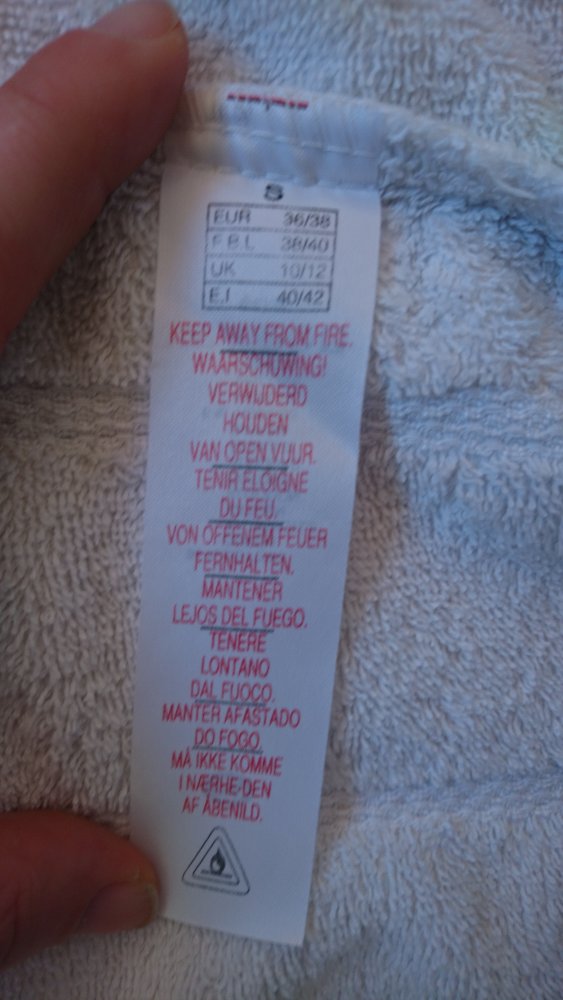 S
EUR 36/38
F.B.L 38/40
UK 10/12
E.I 40/42
KEEP AWAY FROM FIRE.
WAARSCHUWING!
VERWIJDERD
HOUDEN
VAN OPEN VUUR.
TENIR ELOIGNE
DU FEU.
VON OFFENEM FEUER
FERNHALTEN.
MANTENER
LEJOS DEL FUEGO.
TENERE
LONTANO
DAL FUOCO.
MANTER AFASTADO
DO FOGO.
MÅ IKKE KOMME
I NÆRHE-DEN
AF ÅBENILD.